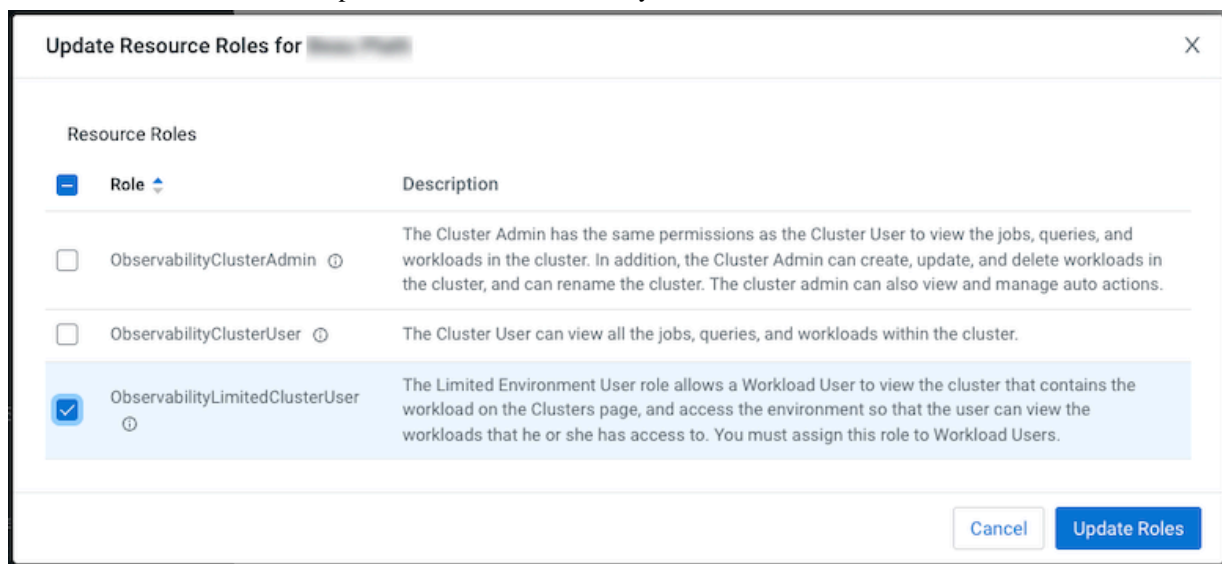 Update Resource Roles for
X
Resource Roles
Role
Description
ObservabilityClusterAdmin
The Cluster Admin has the same permissions as the Cluster User to view the jobs, queries, and
workloads in the cluster. In addition, the Cluster Admin can create, update, and delete workloads in
the cluster, and can rename the cluster. The cluster admin can also view and manage auto actions.
ObservabilityClusterUser
The Cluster User can view all the jobs, queries, and workloads within the cluster.
ObservabilityLimitedClusterUser
The Limited Environment User role allows a Workload User to view the cluster that contains the
workload on the Clusters page, and access the environment so that the user can view the
workloads that he or she has access to. You must assign this role to Workload Users.
Cancel
Update Roles